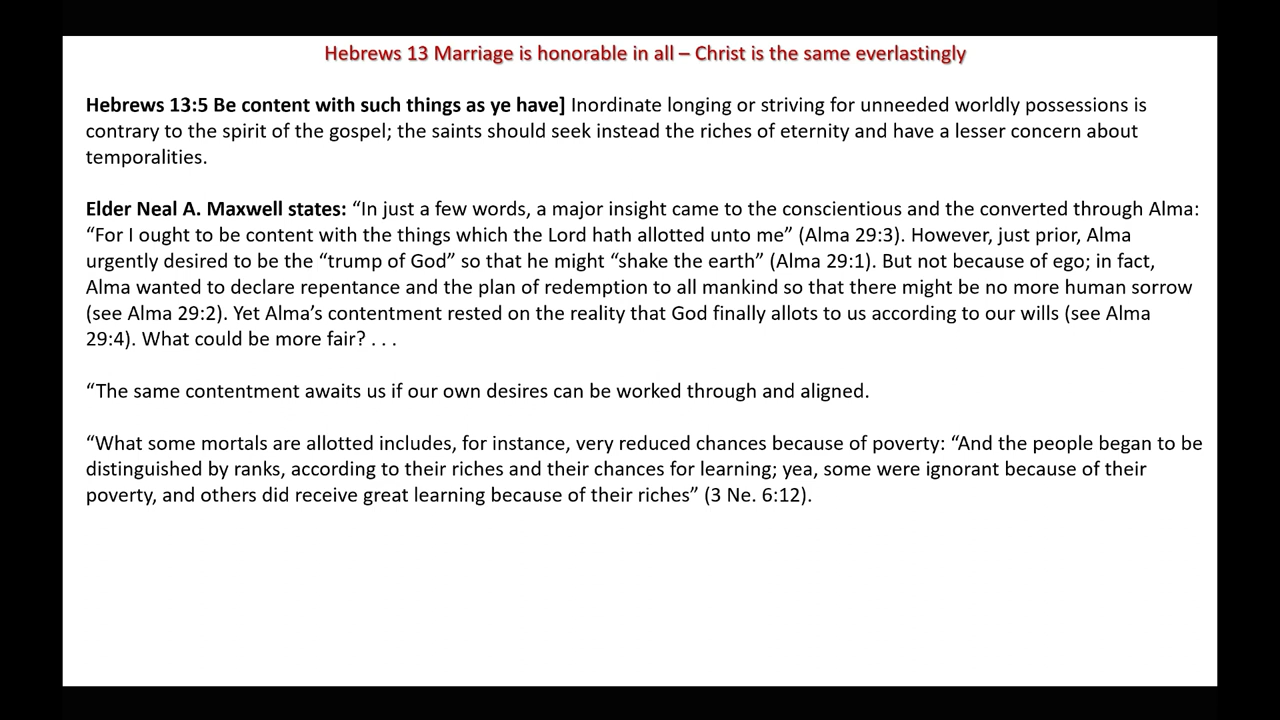 Hebrews 13 Marriage is honorable in all – Christ is the same everlastingly
Hebrews 13:5 Be content with such things as ye have] Inordinate longing or striving for unneeded worldly possessions is
contrary to the spirit of the gospel; the saints should seek instead the riches of eternity and have a lesser concern about
temporalities.
Elder Neal A. Maxwell states: “In just a few words, a major insight came to the conscientious and the converted through Alma:
“For I ought to be content with the things which the Lord hath allotted unto me” (Alma 29:3). However, just prior, Alma
urgently desired to be the “trump of God” so that he might “shake the earth” (Alma 29:1). But not because of ego; in fact,
Alma wanted to declare repentance and the plan of redemption to all mankind so that there might be no more human sorrow
(see Alma 29:2). Yet Alma’s contentment rested on the reality that God finally allots to us according to our wills (see Alma
29:4). What could be more fair? . . .
“The same contentment awaits us if our own desires can be worked through and aligned.
“What some mortals are allotted includes, for instance, very reduced chances because of poverty: “And the people began to be
distinguished by ranks, according to their riches and their chances for learning; yea, some were ignorant because of their
poverty, and others did receive great learning because of their riches” (3 Ne. 6:12).